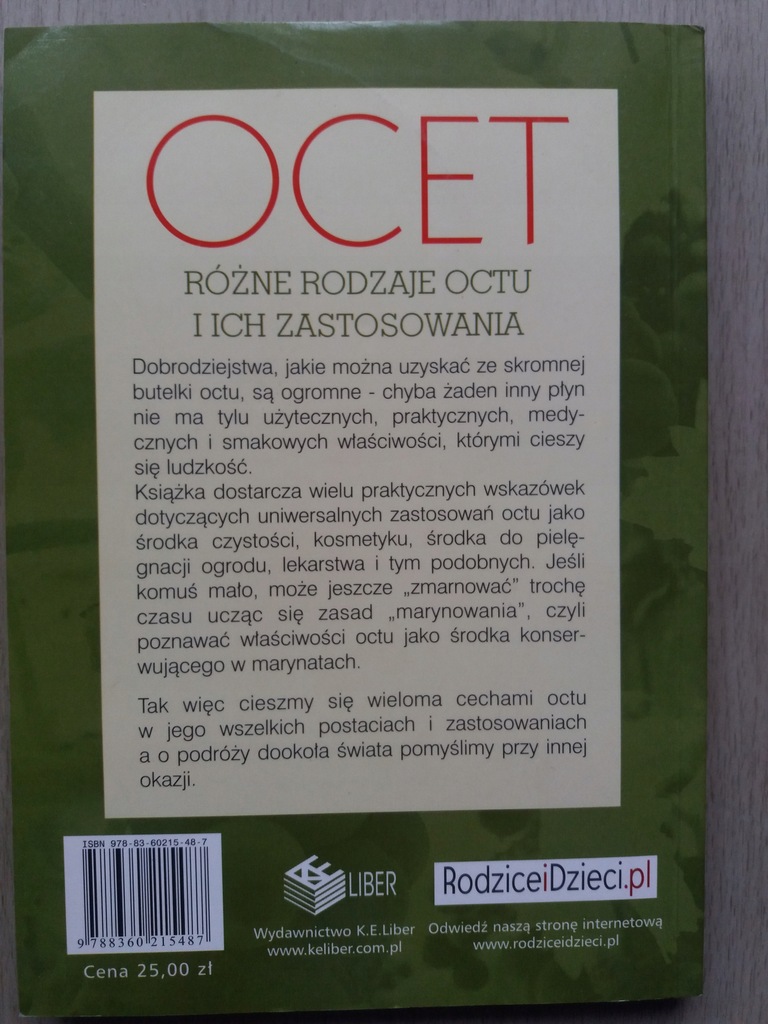 OCET
RÓŻNE RODZAJE OCTU
I ICH ZASTOSOWANIA
Dobrodziejstwa, jakie można uzyskać ze skromnej
butelki octu, są ogromne - chyba żaden inny płyn
nie ma tylu użytecznych, praktycznych, medy-
cznych i smakowych właściwości, którymi cieszy
się ludzkość.
Książka dostarcza wielu praktycznych wskazówek
dotyczących uniwersalnych zastosowań octu jako
środka czystości, kosmetyku, środka do pielę-
gnacji ogrodu, lekarstwa i tym podobnych. Jeśli
komuś mało, może jeszcze „zmarnować” trochę
czasu ucząc się zasad „marynowania”, czyli
poznawać właściwości octu jako środka konser-
wującego w marynatach.
Tak więc cieszmy się wieloma cechami octu
w jego wszelkich postaciach i zastosowaniach
a o podróży dookoła świata pomyślimy przy innej
okazji.
ISBN 978-83-60215-48-7
9 788360 215487
Cena 25,00 zł
LIBER
Wydawnictwo K.E.Liber
www.keliber.com.pl
RodziceiDzieci.pl
Odwiedź naszą stronę internetową
www.rodziceidzieci.pl